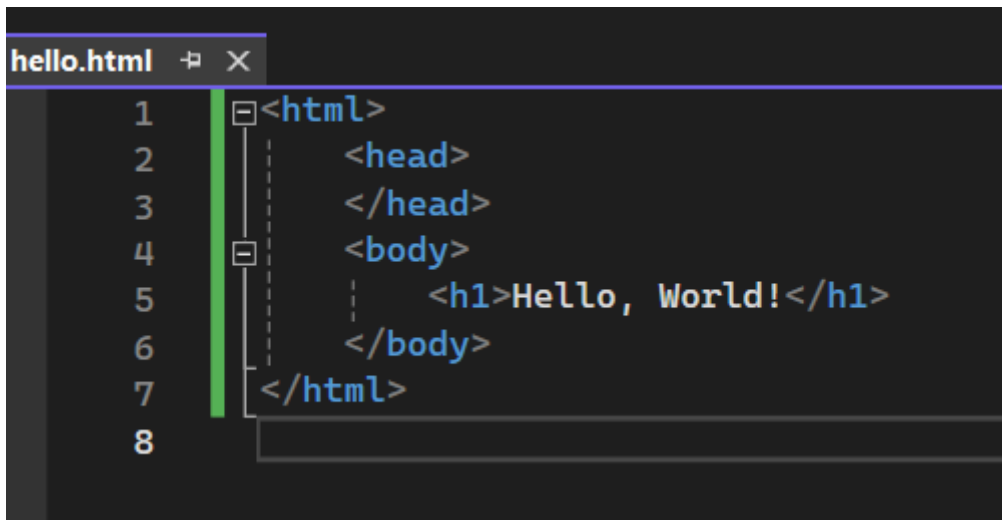 hello.html
1 <html>
2 <head>
3 </head>
4 <body>
5 <h1>Hello, World!</h1>
6 </body>
7 </html>
8